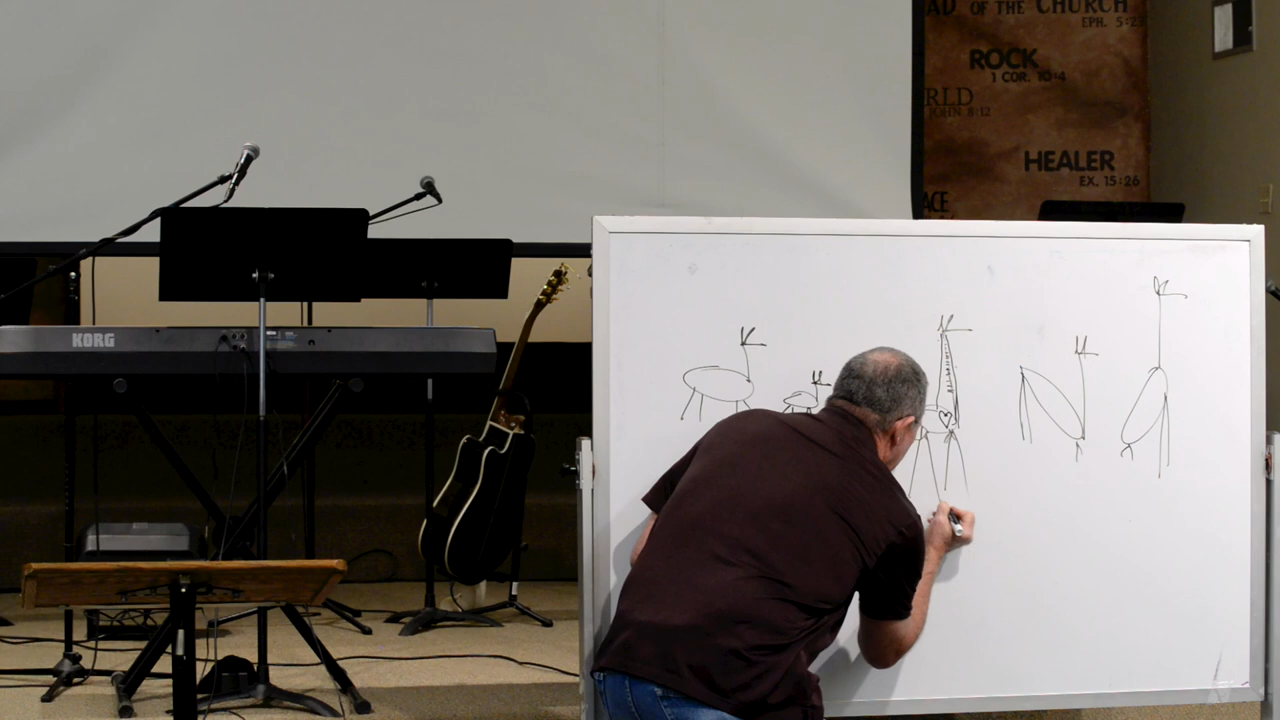 AD OF THE CHURCH
EPH. 5:23
ROCK
1 COR. 10:4
RLD
JOHN 8:12
HEALER
EX. 15:26
ACE
KORG